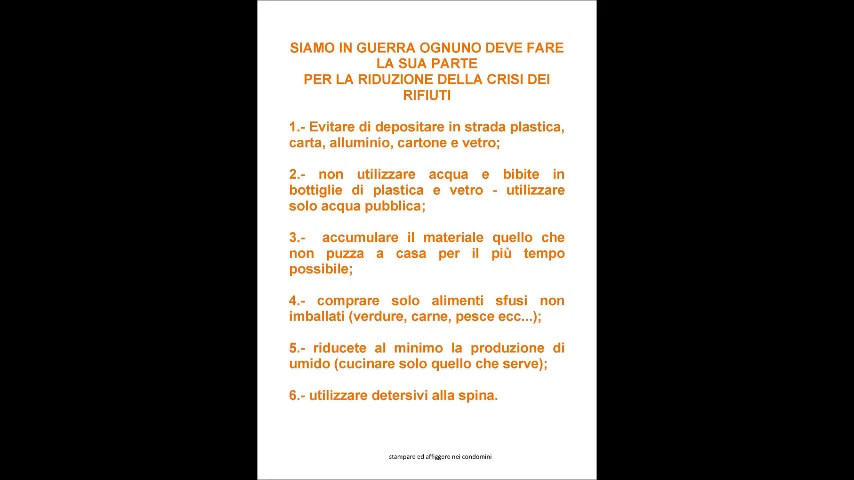 SIAMO IN GUERRA OGNUNO DEVE FARE
LA SUA PARTE
PER LA RIDUZIONE DELLA CRISI DEI
RIFIUTI
1.- Evitare di depositare in strada plastica,
carta, alluminio, cartone e vetro;
2.- non utilizzare acqua e bibite in
bottiglie di plastica e vetro - utilizzare
solo acqua pubblica;
3.- accumulare il materiale quello che
non puzza a casa per il più tempo
possibile;
4.- comprare solo alimenti sfusi non
imballati (verdure, carne, pesce ecc...);
5.- riducete al minimo la produzione di
umido (cucinare solo quello che serve);
6.- utilizzare detersivi alla spina.
stampare ed affiggere nei condomini